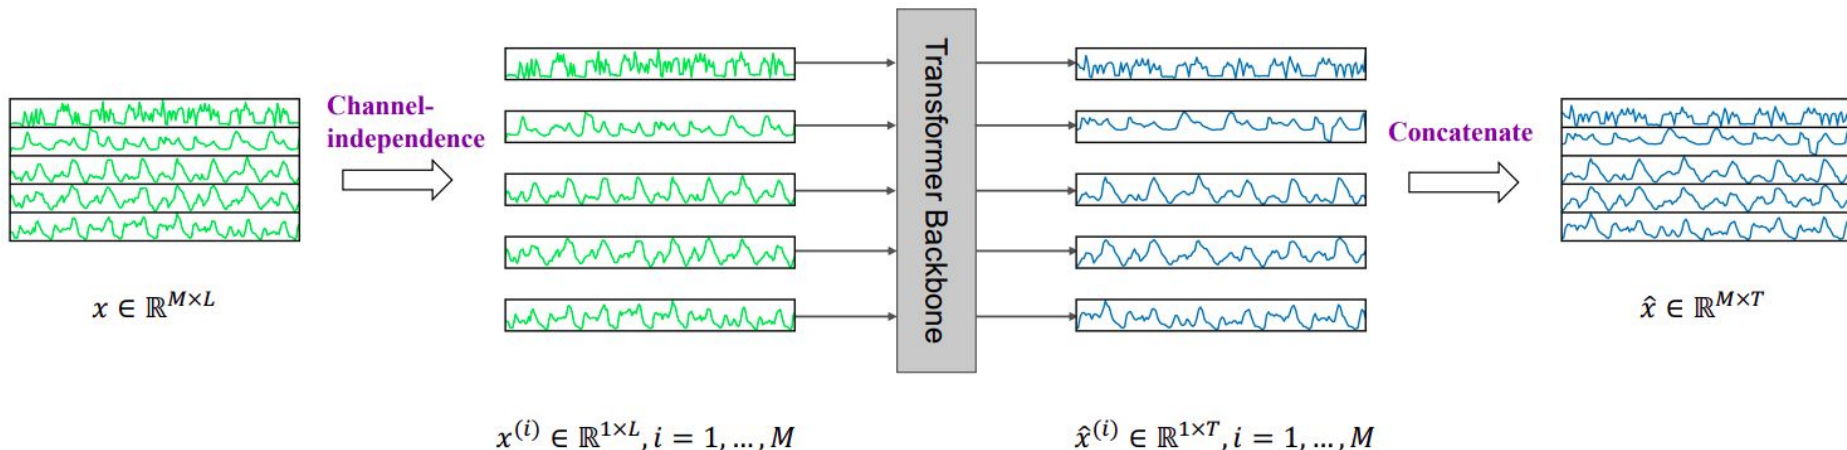 Channel-
independence
Transformer Backbone
Concatenate
x ∈ ℝ^{M×L}
x̂ ∈ ℝ^{M×T}
x^{(i)} ∈ ℝ^{1×L}, i = 1, …, M
x̂^{(i)} ∈ ℝ^{1×T}, i = 1, …, M